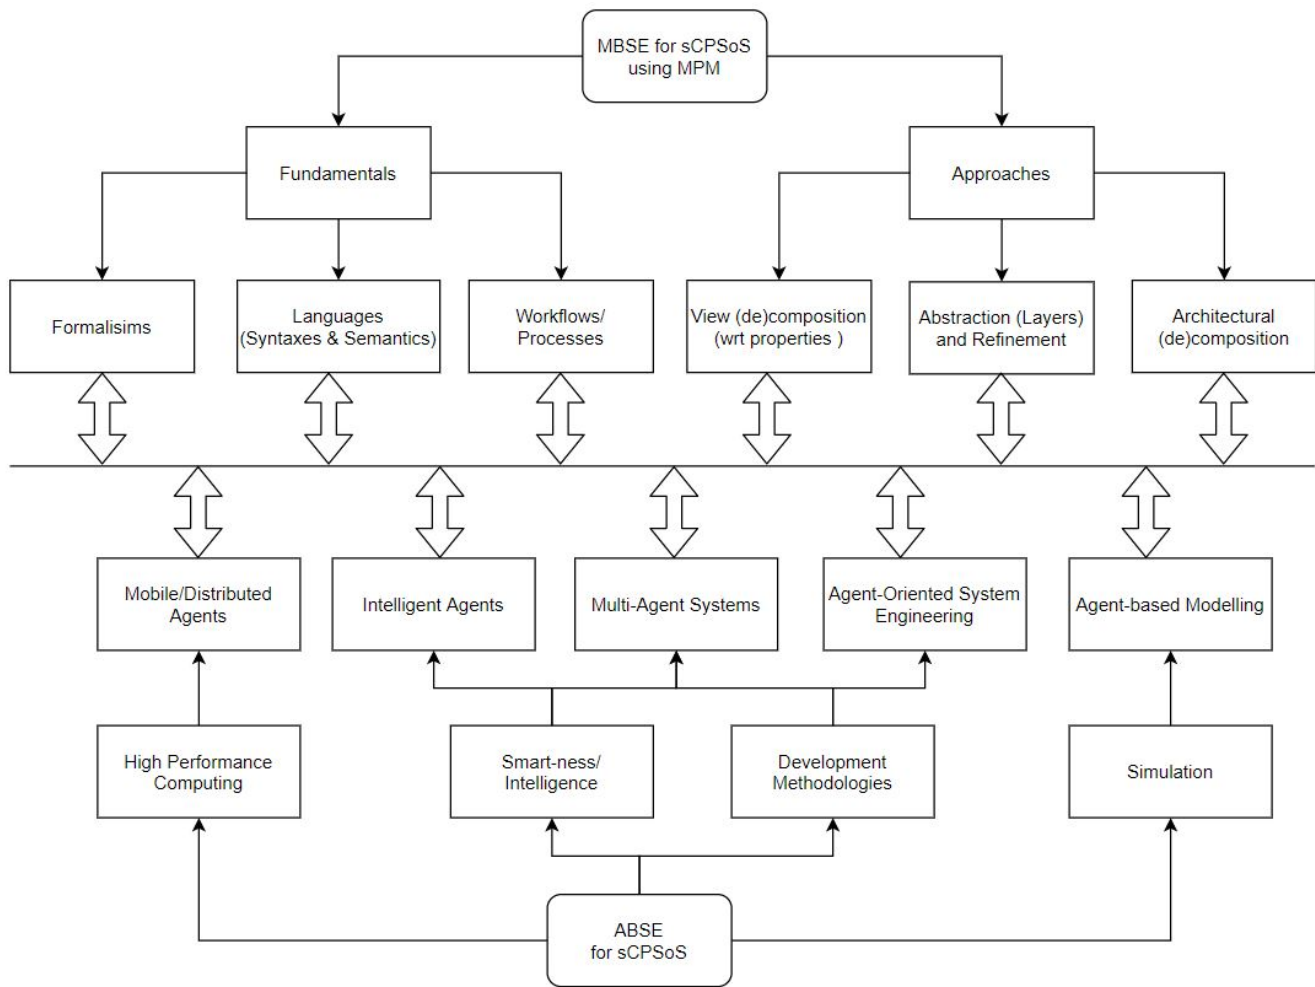 MBSE for sCPSoS
using MPM
Fundamentals
Approaches
Formalisims
Languages
(Syntaxes & Semantics)
Workflows/
Processes
View (de)composition
(wrt properties )
Abstraction (Layers)
and Refinement
Architectural
(de)composition
Mobile/Distributed
Agents
Intelligent Agents
Multi-Agent Systems
Agent-Oriented System
Engineering
Agent-based Modelling
High Performance
Computing
Smart-ness/
Intelligence
Development
Methodologies
Simulation
ABSE
for sCPSoS